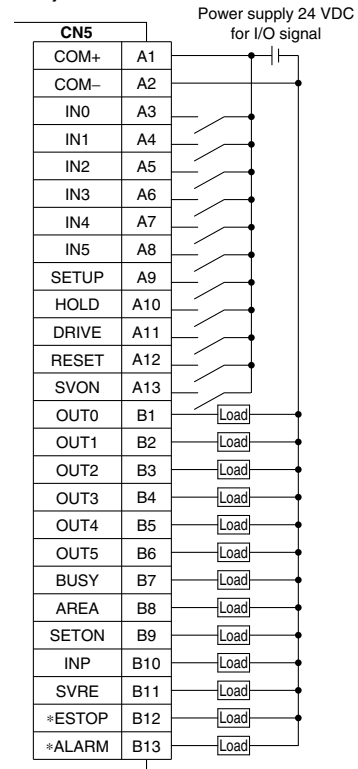 Power supply 24 VDC
for I/O signal
CN5
COM+ A1
COM– A2
IN0 A3
IN1 A4
IN2 A5
IN3 A6
IN4 A7
IN5 A8
SETUP A9
HOLD A10
DRIVE A11
RESET A12
SVON A13
OUT0 B1 Load
OUT1 B2 Load
OUT2 B3 Load
OUT3 B4 Load
OUT4 B5 Load
OUT5 B6 Load
BUSY B7 Load
AREA B8 Load
SETON B9 Load
INP B10 Load
SVRE B11 Load
*ESTOP B12 Load
*ALARM B13 Load